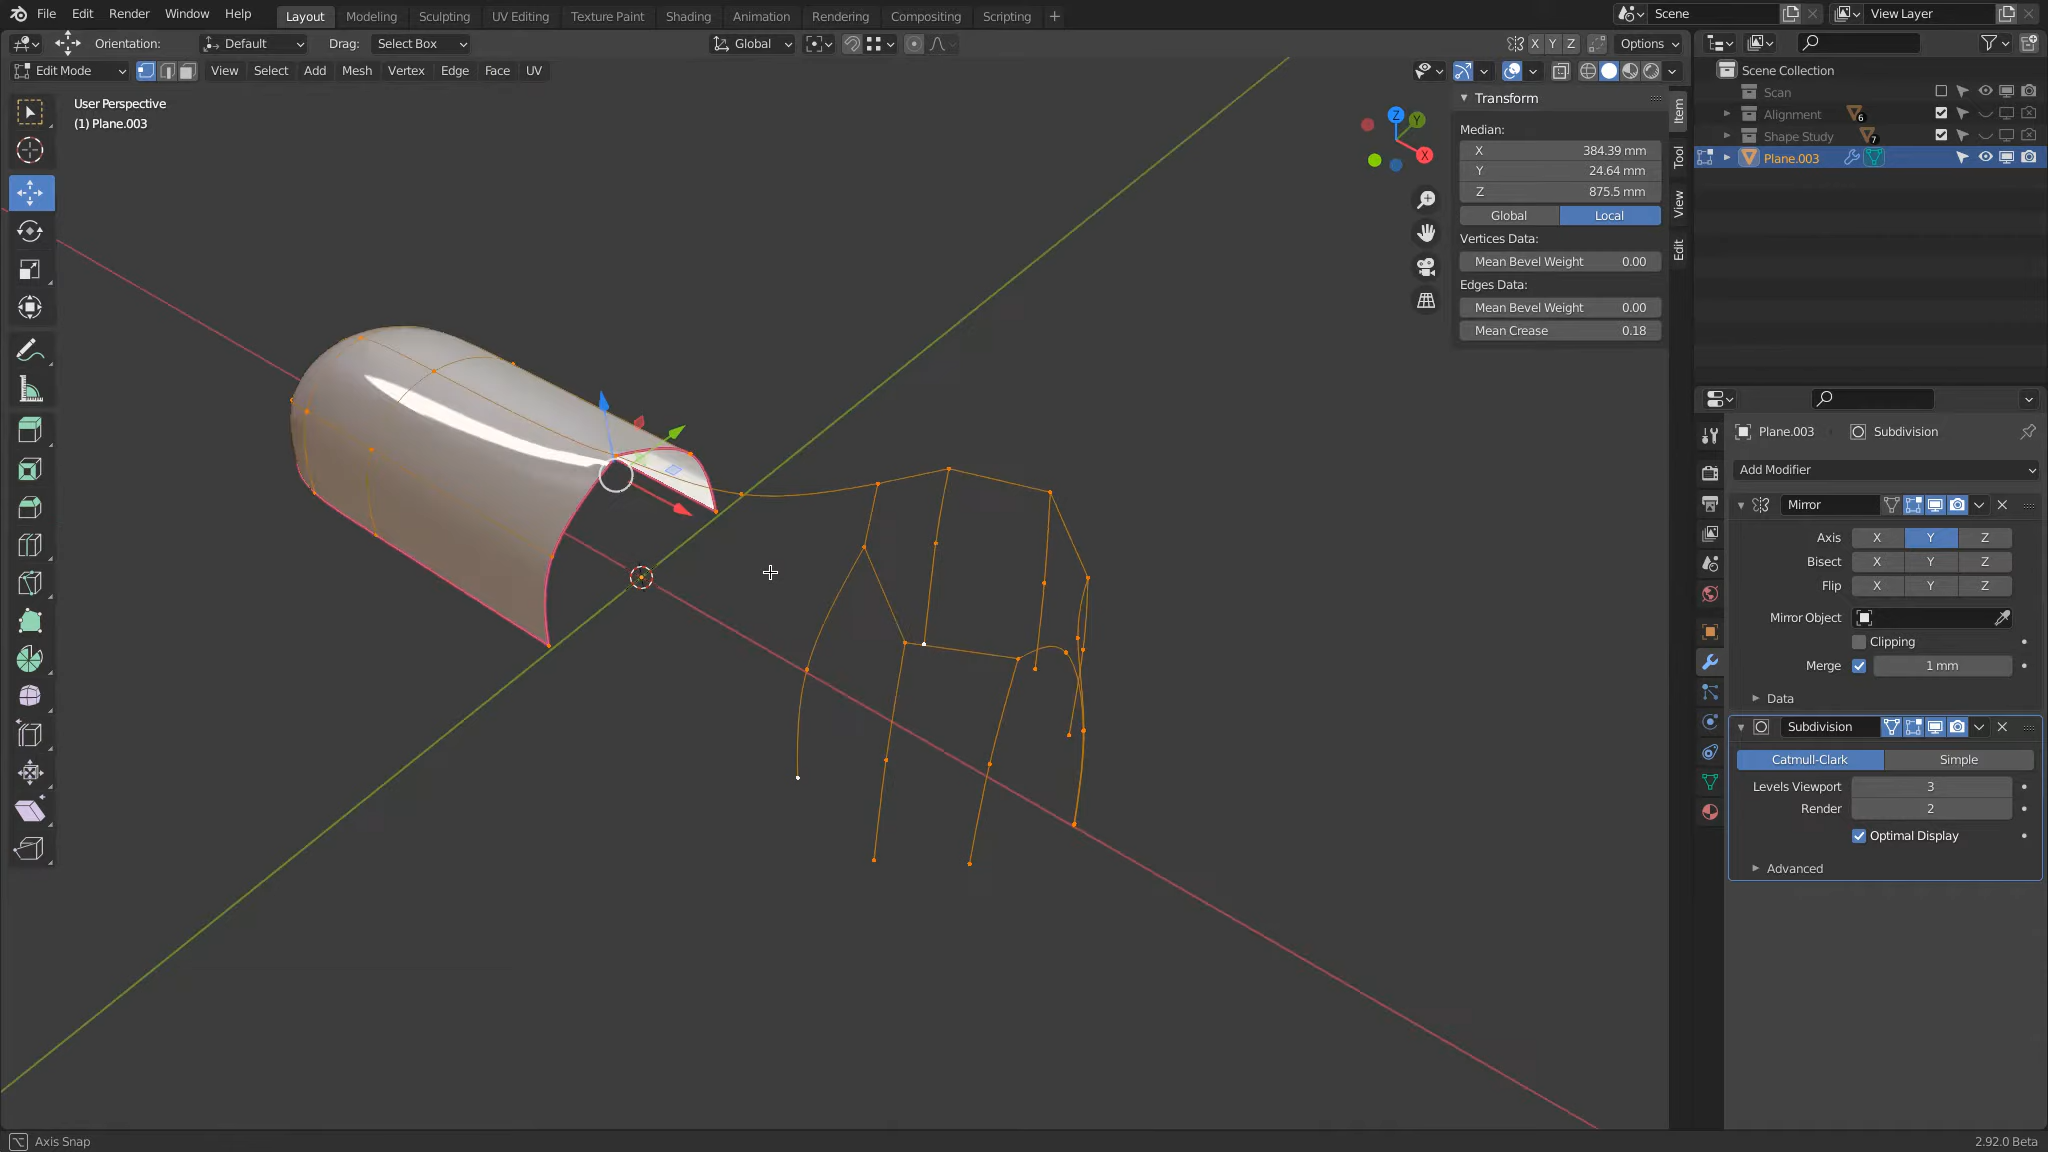 File Edit Render Window Help Layout Modeling Sculpting UV Editing Texture Paint Shading Animation Rendering Compositing Scripting + Scene View Layer
Orientation: Default Drag: Select Box Global X Y Z Options
Edit Mode View Select Add Mesh Vertex Edge Face UV
User Perspective
(1) Plane.003
Z
Y
X
Transform
Median:
X 384.39 mm
Y 24.64 mm
Z 875.5 mm
Global Local
Vertices Data:
Mean Bevel Weight 0.00
Edges Data:
Mean Bevel Weight 0.00
Mean Crease 0.18
Item
Tool
View
Edit
Scene Collection
Scan
Alignment 6
Shape Study 7
Plane.003
Plane.003 Subdivision
Add Modifier
Mirror
Axis X Y Z
Bisect X Y Z
Flip X Y Z
Mirror Object
Clipping
Merge 1 mm
Data
Subdivision
Catmull-Clark Simple
Levels Viewport 3
Render 2
Optimal Display
Advanced
Axis Snap
2.92.0 Beta